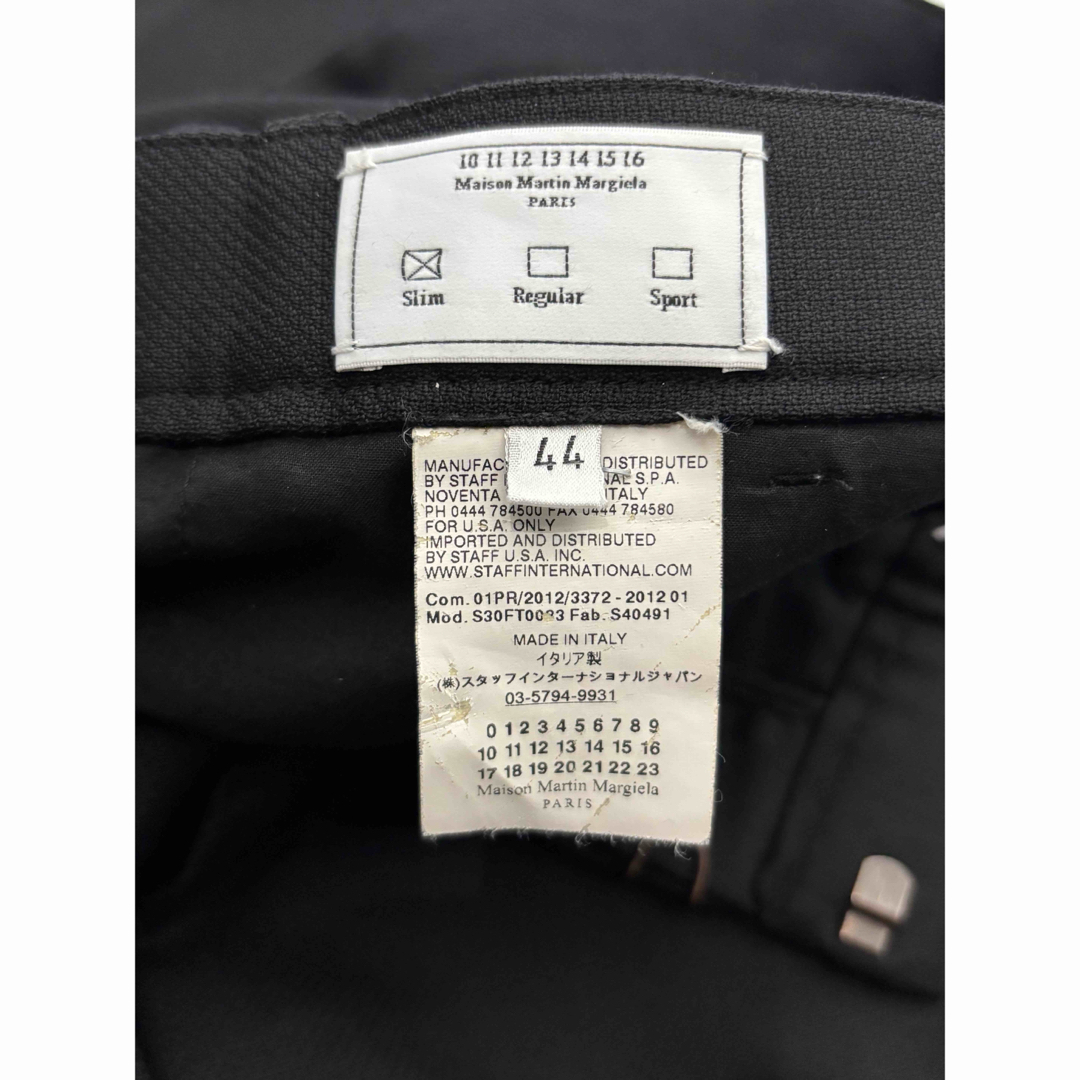 10 11 12 13 14 15 16
Maison Martin Margiela
PARIS
Slim
Regular
Sport
44
DISTRIBUTED
BY STAFF S.P.A.
NOVENTA ITALY
PH 0444 784500 FAX 0444 784580
FOR U.S.A. ONLY
IMPORTED AND DISTRIBUTED
BY STAFF U.S.A. INC.
WWW.STAFFINTERNATIONAL.COM
Com. 01PR/2012/3372 - 2012 01
Mod. Fab. S40491
MADE IN ITALY
イタリア製
(株)スタッフインターナショナルジャパン
03-5794-9931
0 1 2 3 4 5 6 7 8 9
10 11 12 13 14 15 16
17 18 19 20 21 22 23
Maison Martin Margiela
PARIS